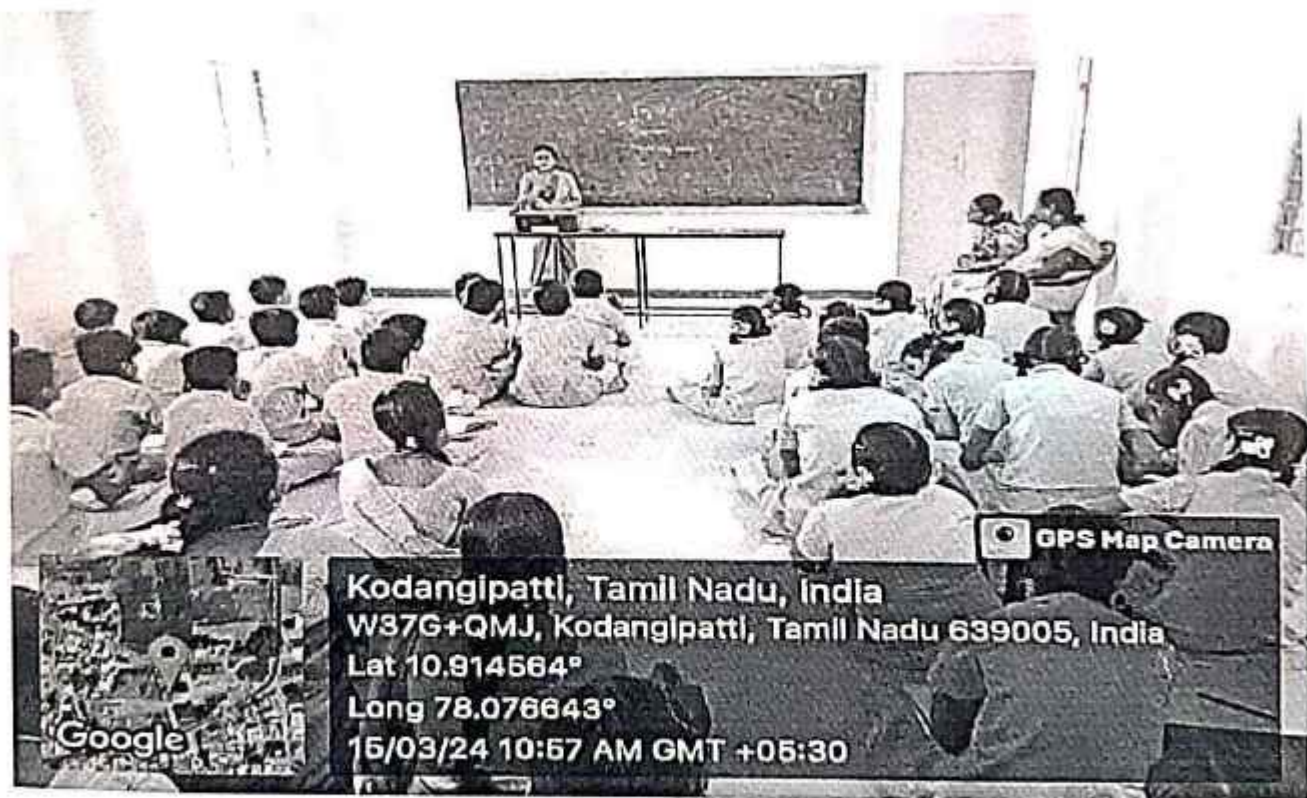 GPS Map Camera
Kodangipatti, Tamil Nadu, India
W37G+QMJ, Kodangipatti, Tamil Nadu 639005, India
Lat 10.914564°
Long 78.076643°
15/03/24 10:57 AM GMT +05:30
Google